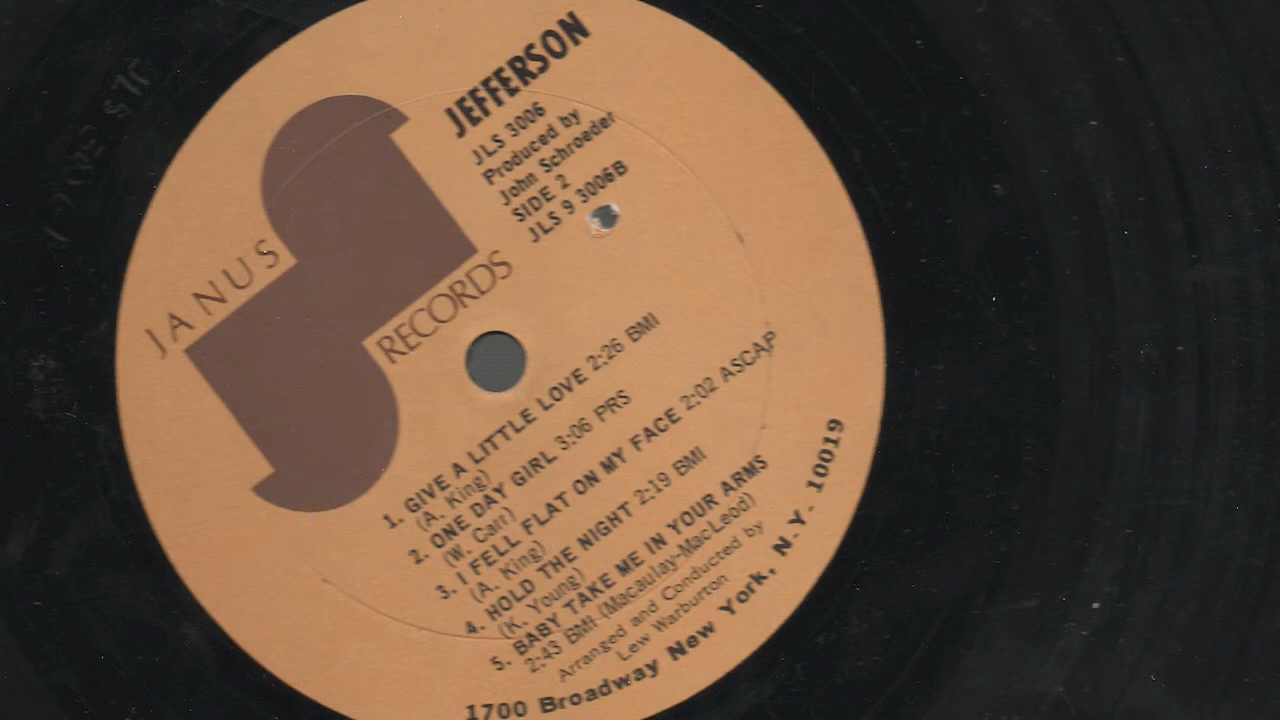 JEFFERSON
JLS 3006
Produced by
John Schroeder
SIDE 2
JLS 9 3006B
JANUS
RECORDS
1. GIVE A LITTLE LOVE 2:26 BMI
(A. King)
2. ONE DAY GIRL 3:06 PRS
(W. Carr)
3. I FELL FLAT ON MY FACE 2:02 ASCAP
(A. King)
4. HOLD THE NIGHT 2:19 BMI
(K. Young)
5. BABY TAKE ME IN YOUR ARMS
2:43 BMI (Macaulay-MacLeod)
Arranged and Conducted by
Lew Warburton
1700 Broadway New York, N.Y. 10019